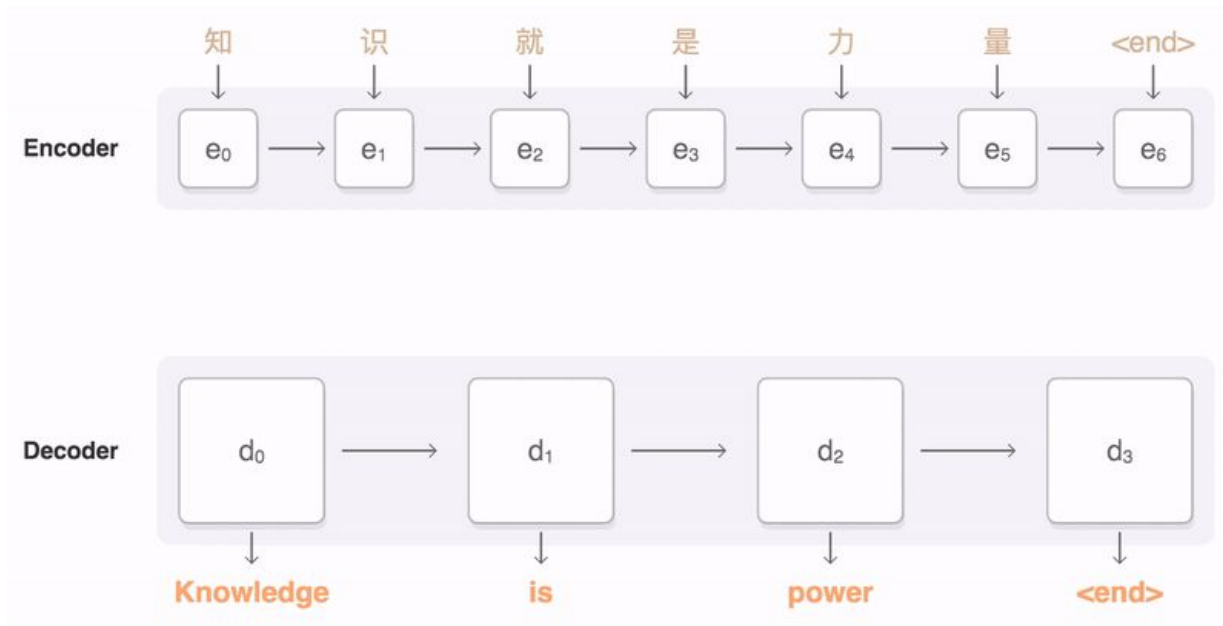 知 识 就 是 力 量 <end>
Encoder e₀ e₁ e₂ e₃ e₄ e₅ e₆
Decoder d₀ d₁ d₂ d₃
Knowledge is power <end>